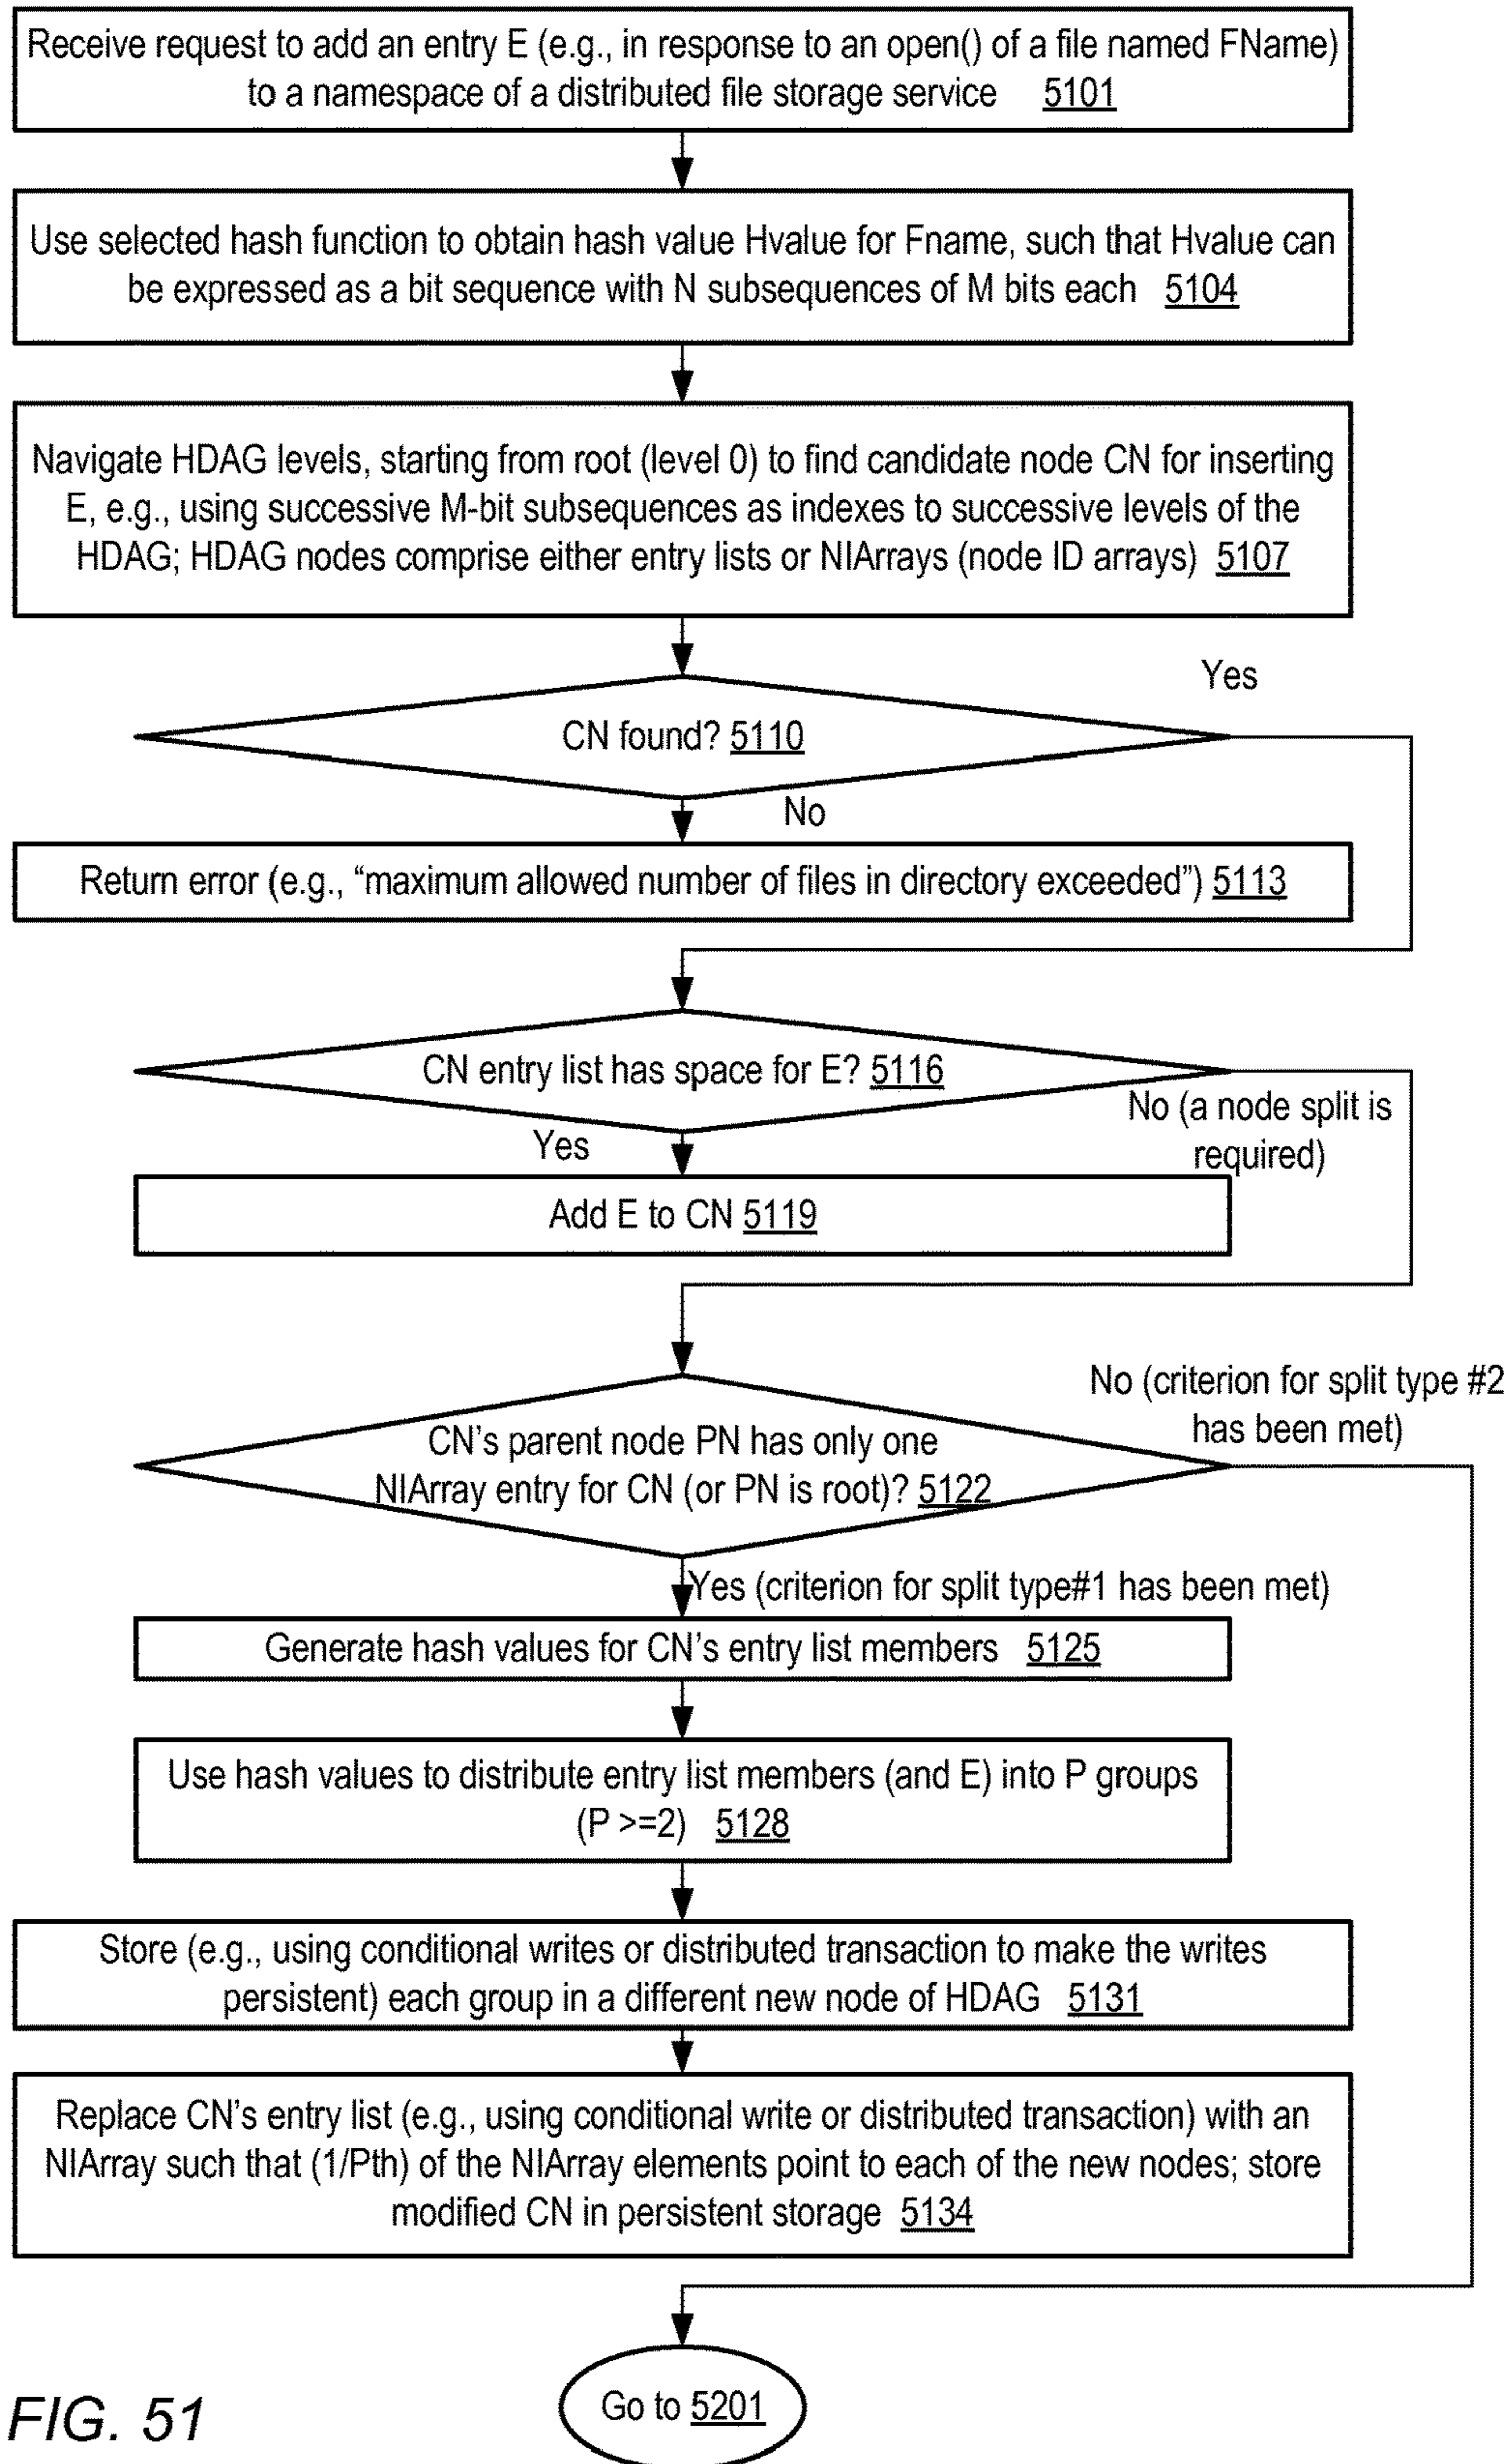 Receive request to add an entry E (e.g., in response to an open() of a file named FName)
to a namespace of a distributed file storage service 5101
Use selected hash function to obtain hash value Hvalue for Fname, such that Hvalue can
be expressed as a bit sequence with N subsequences of M bits each 5104
Navigate HDAG levels, starting from root (level 0) to find candidate node CN for inserting
E, e.g., using successive M-bit subsequences as indexes to successive levels of the
HDAG; HDAG nodes comprise either entry lists or NIArrays (node ID arrays) 5107
Yes
CN found? 5110
No
Return error (e.g., “maximum allowed number of files in directory exceeded”) 5113
CN entry list has space for E? 5116
No (a node split is
required)
Yes
Add E to CN 5119
No (criterion for split type #2
has been met)
CN’s parent node PN has only one
NIArray entry for CN (or PN is root)? 5122
Yes (criterion for split type#1 has been met)
Generate hash values for CN’s entry list members 5125
Use hash values to distribute entry list members (and E) into P groups
(P >=2) 5128
Store (e.g., using conditional writes or distributed transaction to make the writes
persistent) each group in a different new node of HDAG 5131
Replace CN’s entry list (e.g., using conditional write or distributed transaction) with an
NIArray such that (1/Pth) of the NIArray elements point to each of the new nodes; store
modified CN in persistent storage 5134
Go to 5201
FIG. 51